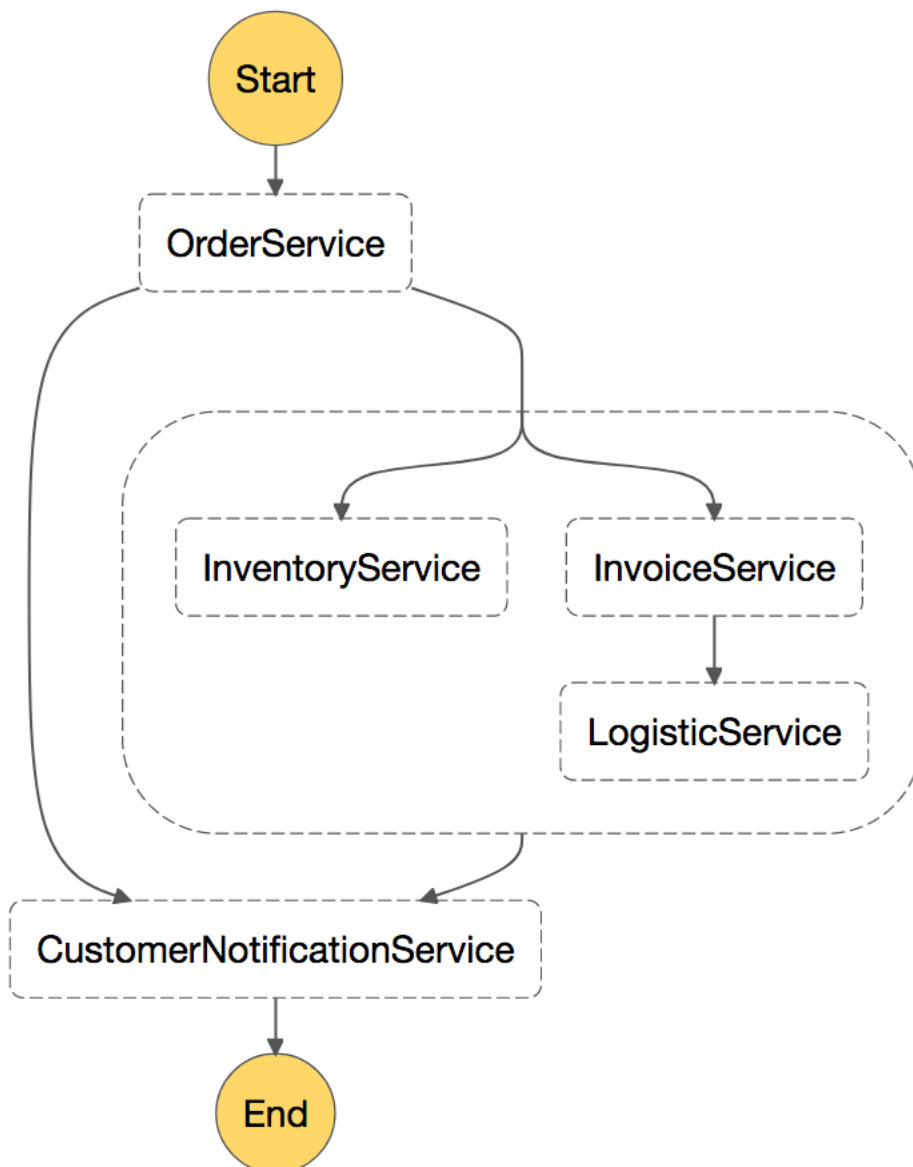 Start
OrderService
InventoryService
InvoiceService
LogisticService
CustomerNotificationService
End